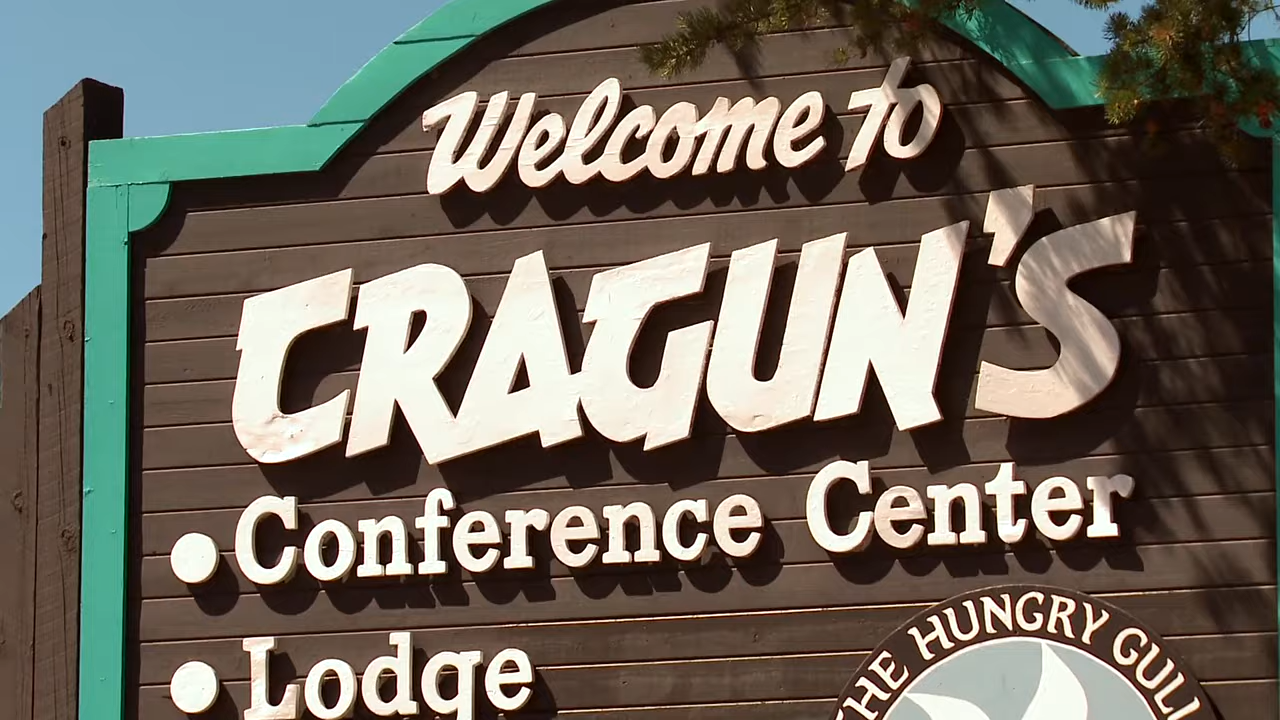 Welcome to
CRAGUN'S
• Conference Center
• Lodge
THE HUNGRY GULL